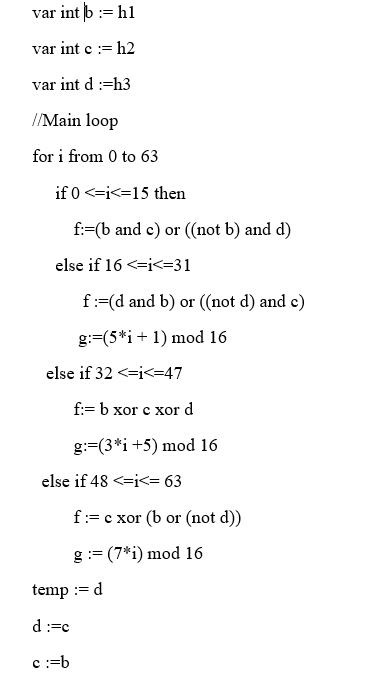 var int b := h1
var int c := h2
var int d :=h3
//Main loop
for i from 0 to 63
if 0 <=i<=15 then
f:=(b and c) or ((not b) and d)
else if 16 <=i<=31
f :=(d and b) or ((not d) and c)
g:=(5*i + 1) mod 16
else if 32 <=i<=47
f:= b xor c xor d
g:=(3*i +5) mod 16
else if 48 <=i<= 63
f := c xor (b or (not d))
g := (7*i) mod 16
temp := d
d :=c
c :=b